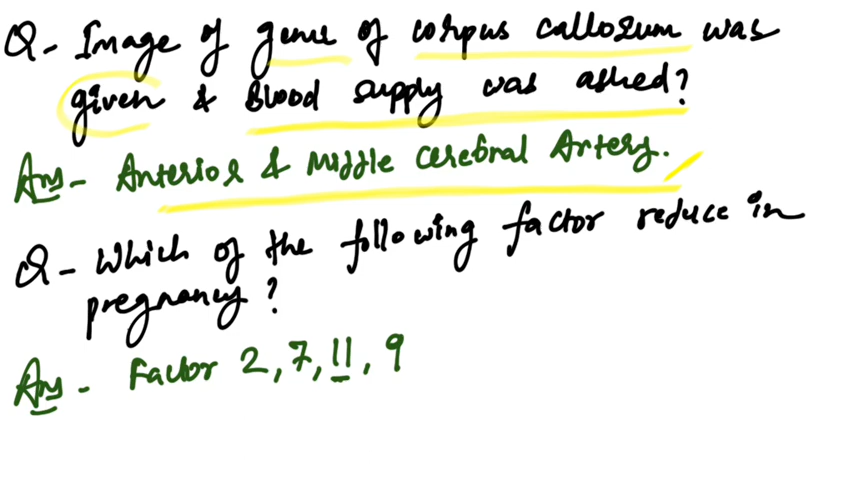 Q- Image of genu of corpus callosum was
given & Blood supply was asked?
Ans- Anterior & Middle Cerebral Artery.
Q- Which of the following factor reduce in
pregnancy?
Ans- Factor 2, 7, 11, 9